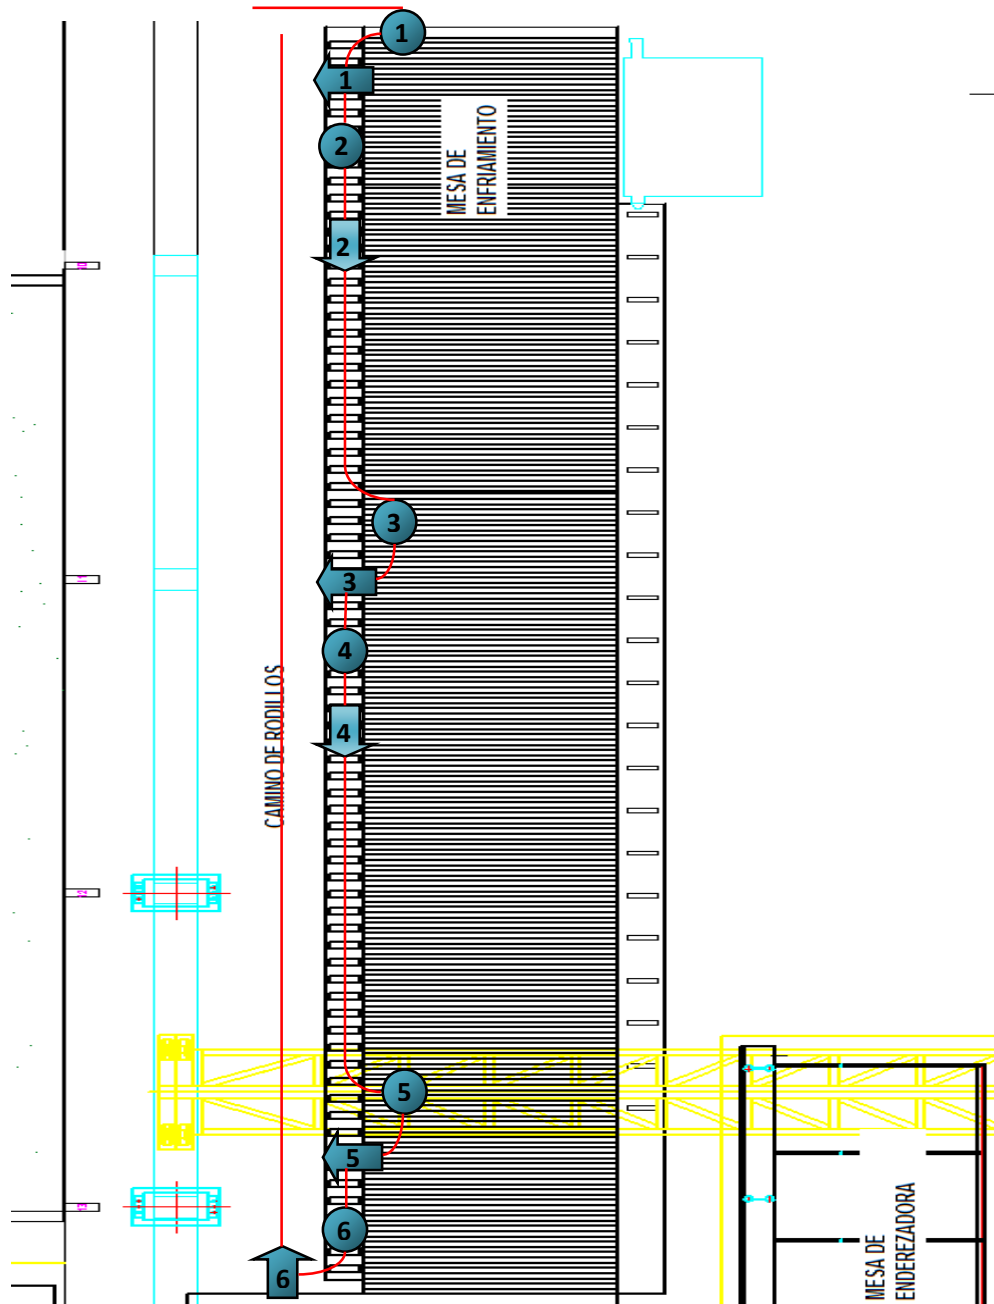 1
1
MESA DE
ENFRIAMIENTO
2
2
3
3
4
CAMINO DE RODILLOS
4
5
5
MESA DE
ENDEREZADORA
6
6